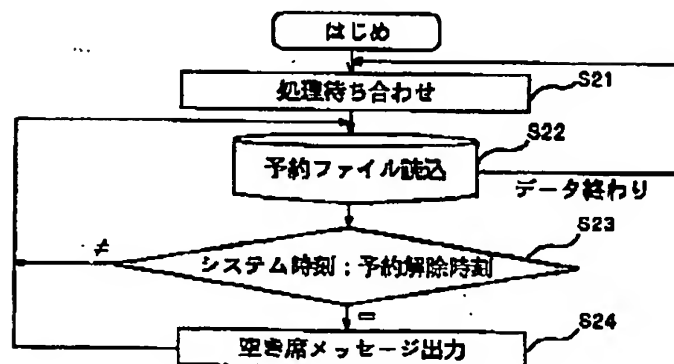 はじめ
処理待ち合わせ
S21
予約ファイル読込
S22
データ終わり
システム時刻:予約解除時刻
S23
≠
=
空き席メッセージ出力
S24